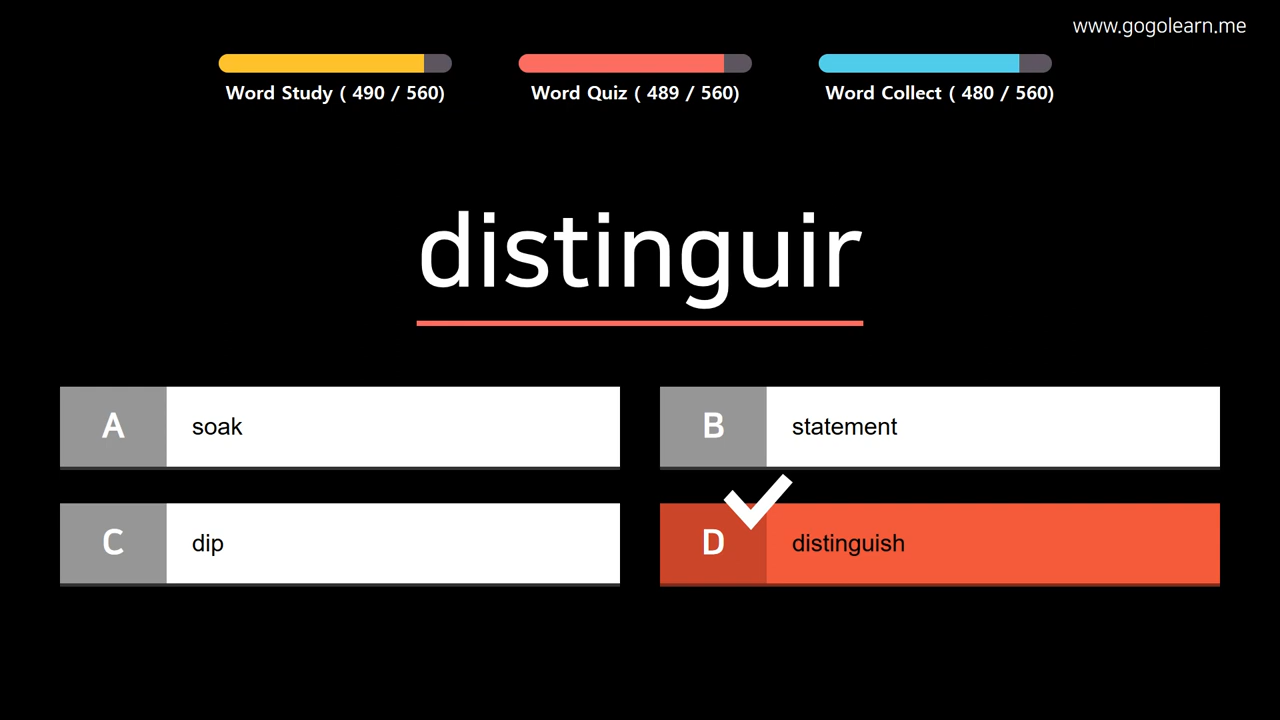 www.gogolearn.me
Word Study ( 490 / 560)
Word Quiz ( 489 / 560)
Word Collect ( 480 / 560)
distinguir
A soak
B statement
C dip
D distinguish